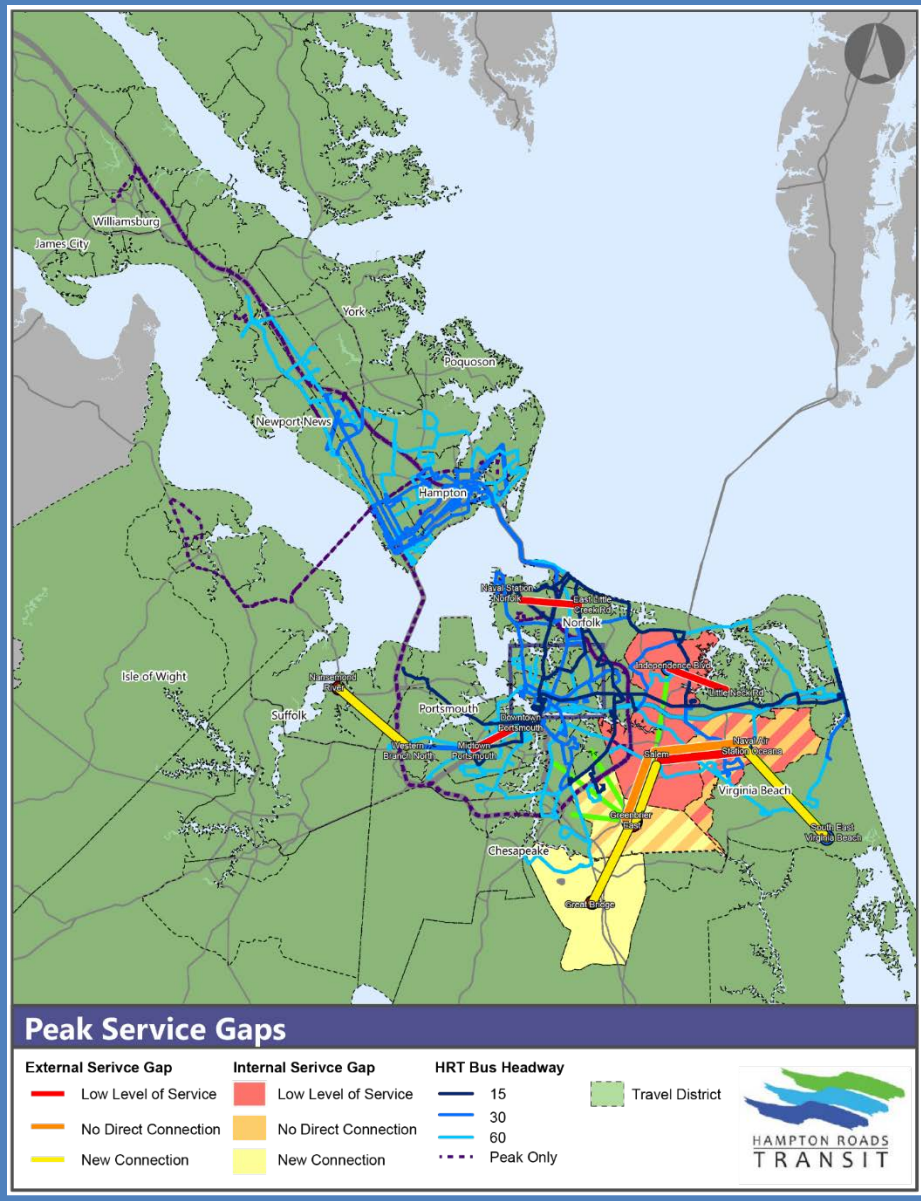 Williamsburg
James City
York
Poquoson
Newport News
Hampton
Naval Station
Norfolk
East Little
Creek Rd
Norfolk
Isle of Wight
Nansemond
River
Suffolk
Portsmouth
Independence Blvd
Little Neck Rd
Downtown
Portsmouth
Western
Branch North
Midtown
Portsmouth
Salem
Naval Air
Station Oceana
Virginia Beach
Greenbrier
East
South East
Virginia Beach
Chesapeake
Great Bridge
Peak Service Gaps
External Serivce Gap
Low Level of Service
No Direct Connection
New Connection
Internal Serivce Gap
Low Level of Service
No Direct Connection
New Connection
HRT Bus Headway
15
30
60
Peak Only
Travel District
HAMPTON ROADS
TRANSIT